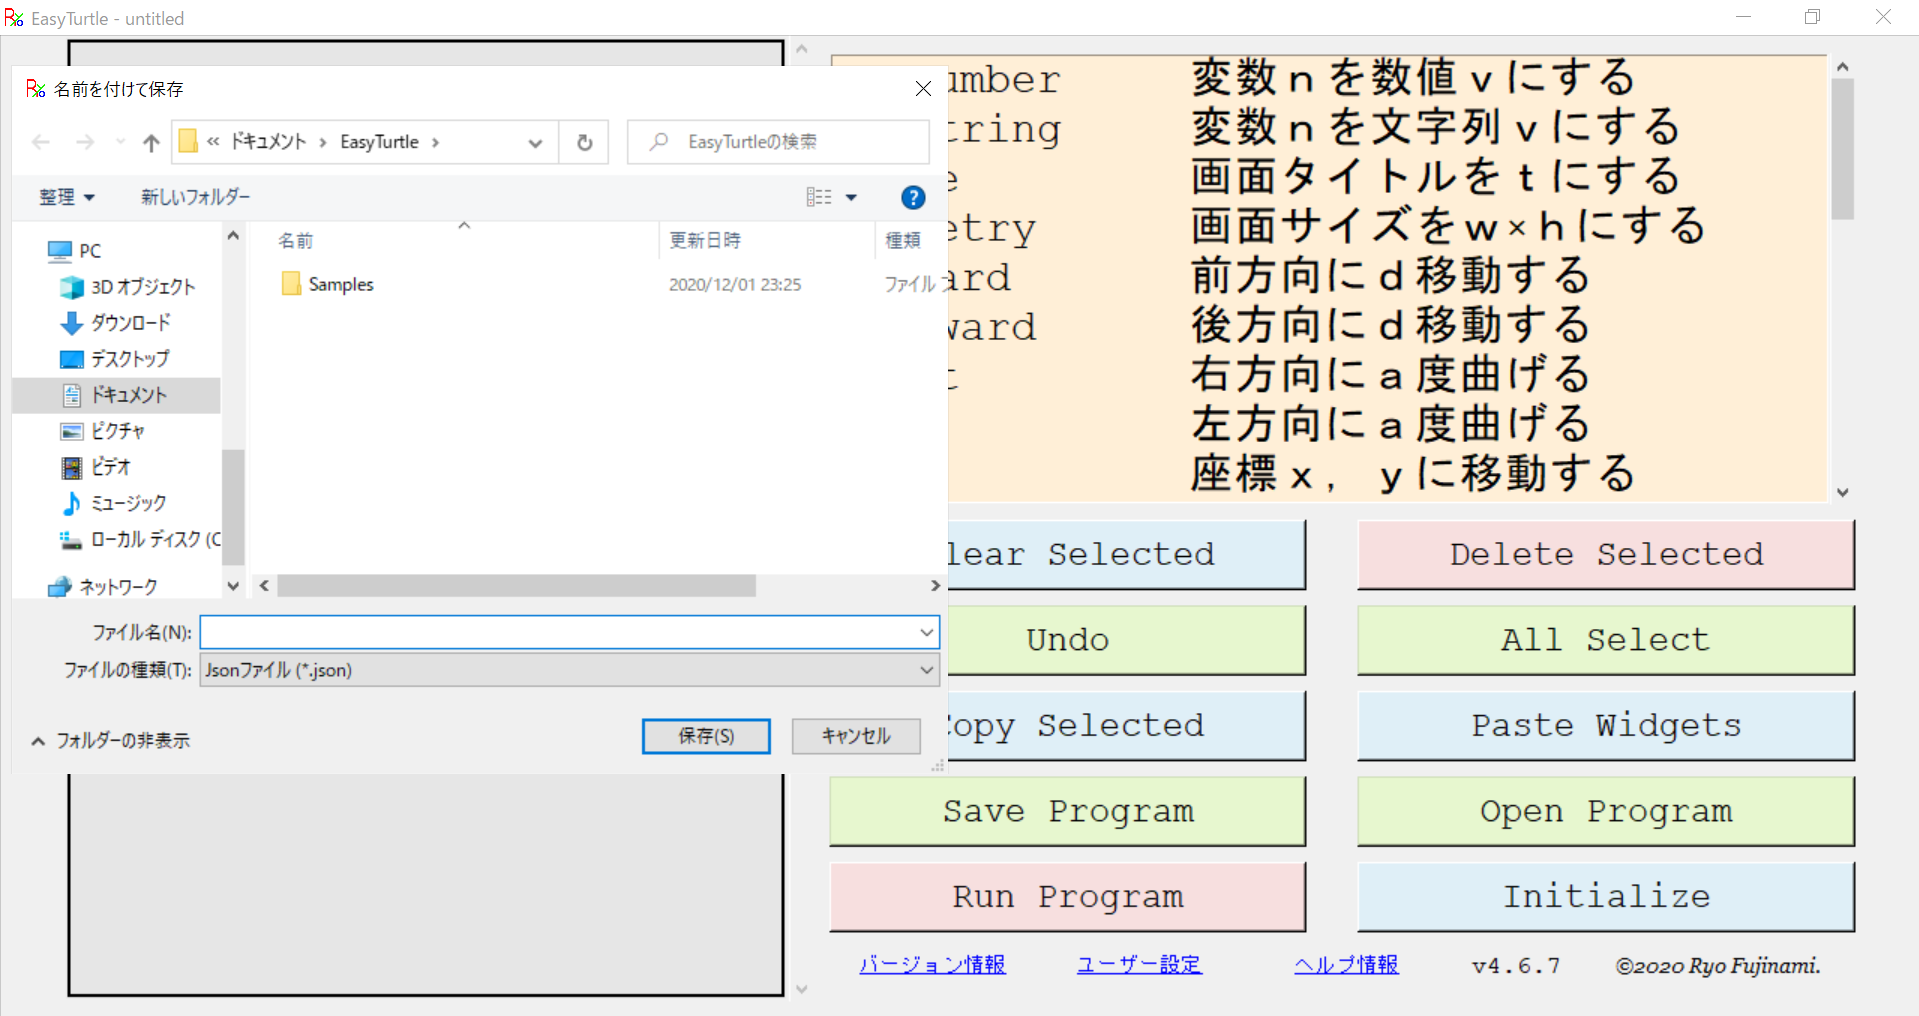 EasyTurtle - untitled
名前を付けて保存
« ドキュメント › EasyTurtle ›
EasyTurtleの検索
整理
新しいフォルダー
PC
3D オブジェクト
ダウンロード
デスクトップ
ドキュメント
ピクチャ
ビデオ
ミュージック
ローカル ディスク (C
ネットワーク
名前 更新日時 種類
Samples 2020/12/01 23:25 ファイル フ
ファイル名(N):
ファイルの種類(T): Jsonファイル (*.json)
フォルダーの非表示
保存(S)
キャンセル
umber 変数nを数値vにする
tring 変数nを文字列vにする
e 画面タイトルをtにする
etry 画面サイズをw×hにする
ard 前方向にd移動する
ward 後方向にd移動する
t 右方向にa度曲げる
左方向にa度曲げる
座標x, yに移動する
lear Selected
Delete Selected
Undo
All Select
opy Selected
Paste Widgets
Save Program
Open Program
Run Program
Initialize
バージョン情報 ユーザー設定 ヘルプ情報 v4.6.7 ©2020 Ryo Fujinami.